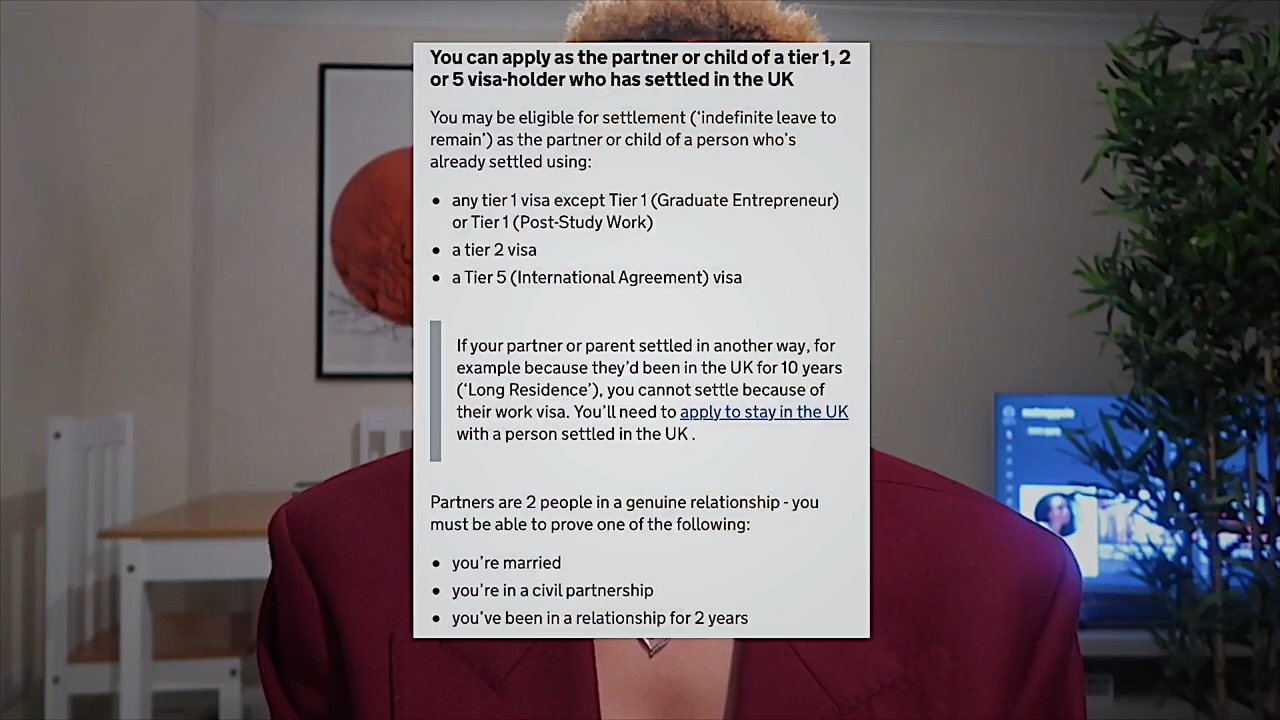 You can apply as the partner or child of a tier 1, 2
or 5 visa-holder who has settled in the UK
You may be eligible for settlement (‘indefinite leave to
remain’) as the partner or child of a person who’s
already settled using:
• any tier 1 visa except Tier 1 (Graduate Entrepreneur)
or Tier 1 (Post-Study Work)
• a tier 2 visa
• a Tier 5 (International Agreement) visa
If your partner or parent settled in another way, for
example because they’d been in the UK for 10 years
(‘Long Residence’), you cannot settle because of
their work visa. You’ll need to apply to stay in the UK
with a person settled in the UK .
Partners are 2 people in a genuine relationship - you
must be able to prove one of the following:
• you’re married
• you’re in a civil partnership
• you’ve been in a relationship for 2 years